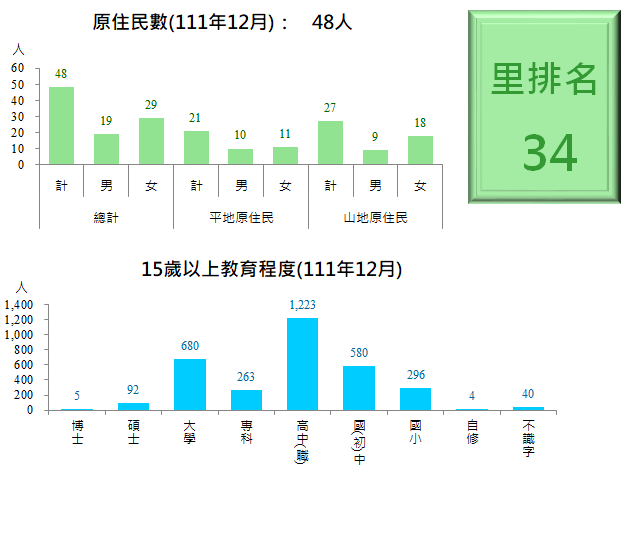 原住民數(111年12月)： 48人
里排名
34
人
60
50
40
30
20
10
0
48 19 29 21 10 11 27 9 18
計 男 女 計 男 女 計 男 女
總計 平地原住民 山地原住民
15歲以上教育程度(111年12月)
人
1,400
1,200
1,000
800
600
400
200
0
5 92 680 263 1,223 580 296 4 40
博士 碩士 大學 專科 高中(職) 國(初)中 國小 自修 不識字